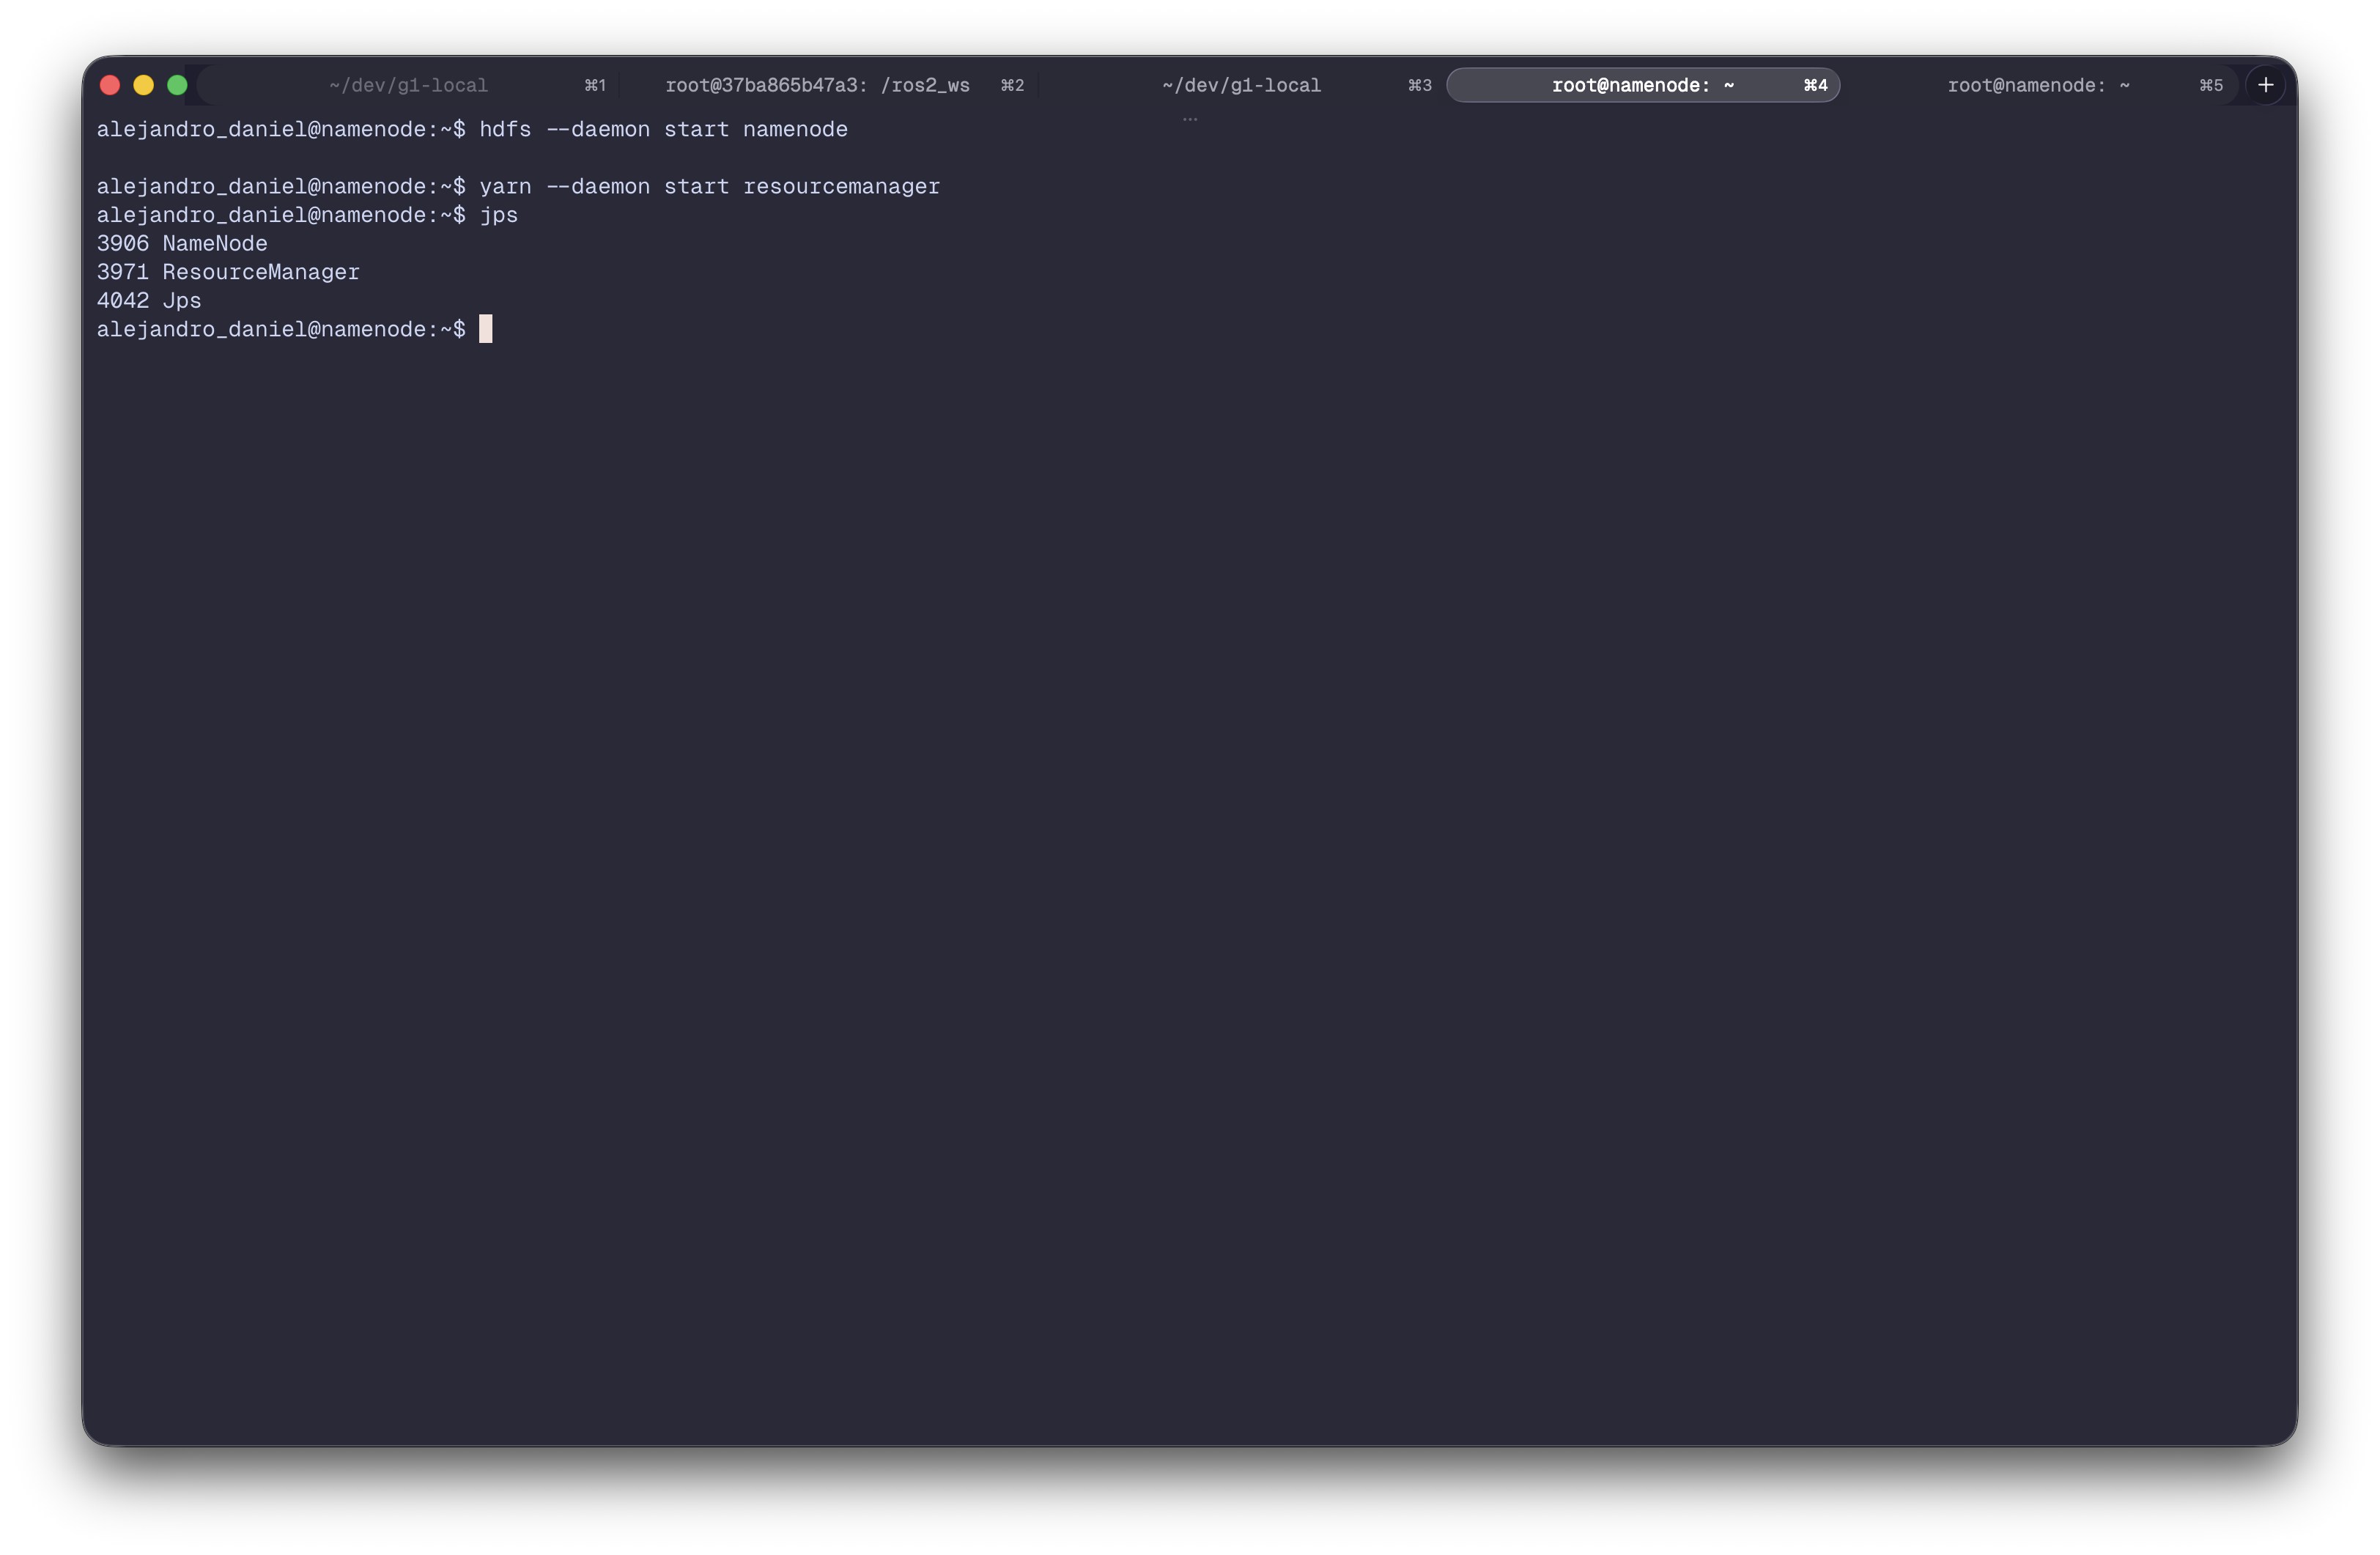 ~/dev/g1-local ⌘1 root@37ba865b47a3: /ros2_ws ⌘2 ~/dev/g1-local ⌘3 root@namenode: ~ ⌘4 root@namenode: ~ ⌘5 +
…
alejandro_daniel@namenode:~$ hdfs --daemon start namenode
alejandro_daniel@namenode:~$ yarn --daemon start resourcemanager
alejandro_daniel@namenode:~$ jps
3906 NameNode
3971 ResourceManager
4042 Jps
alejandro_daniel@namenode:~$